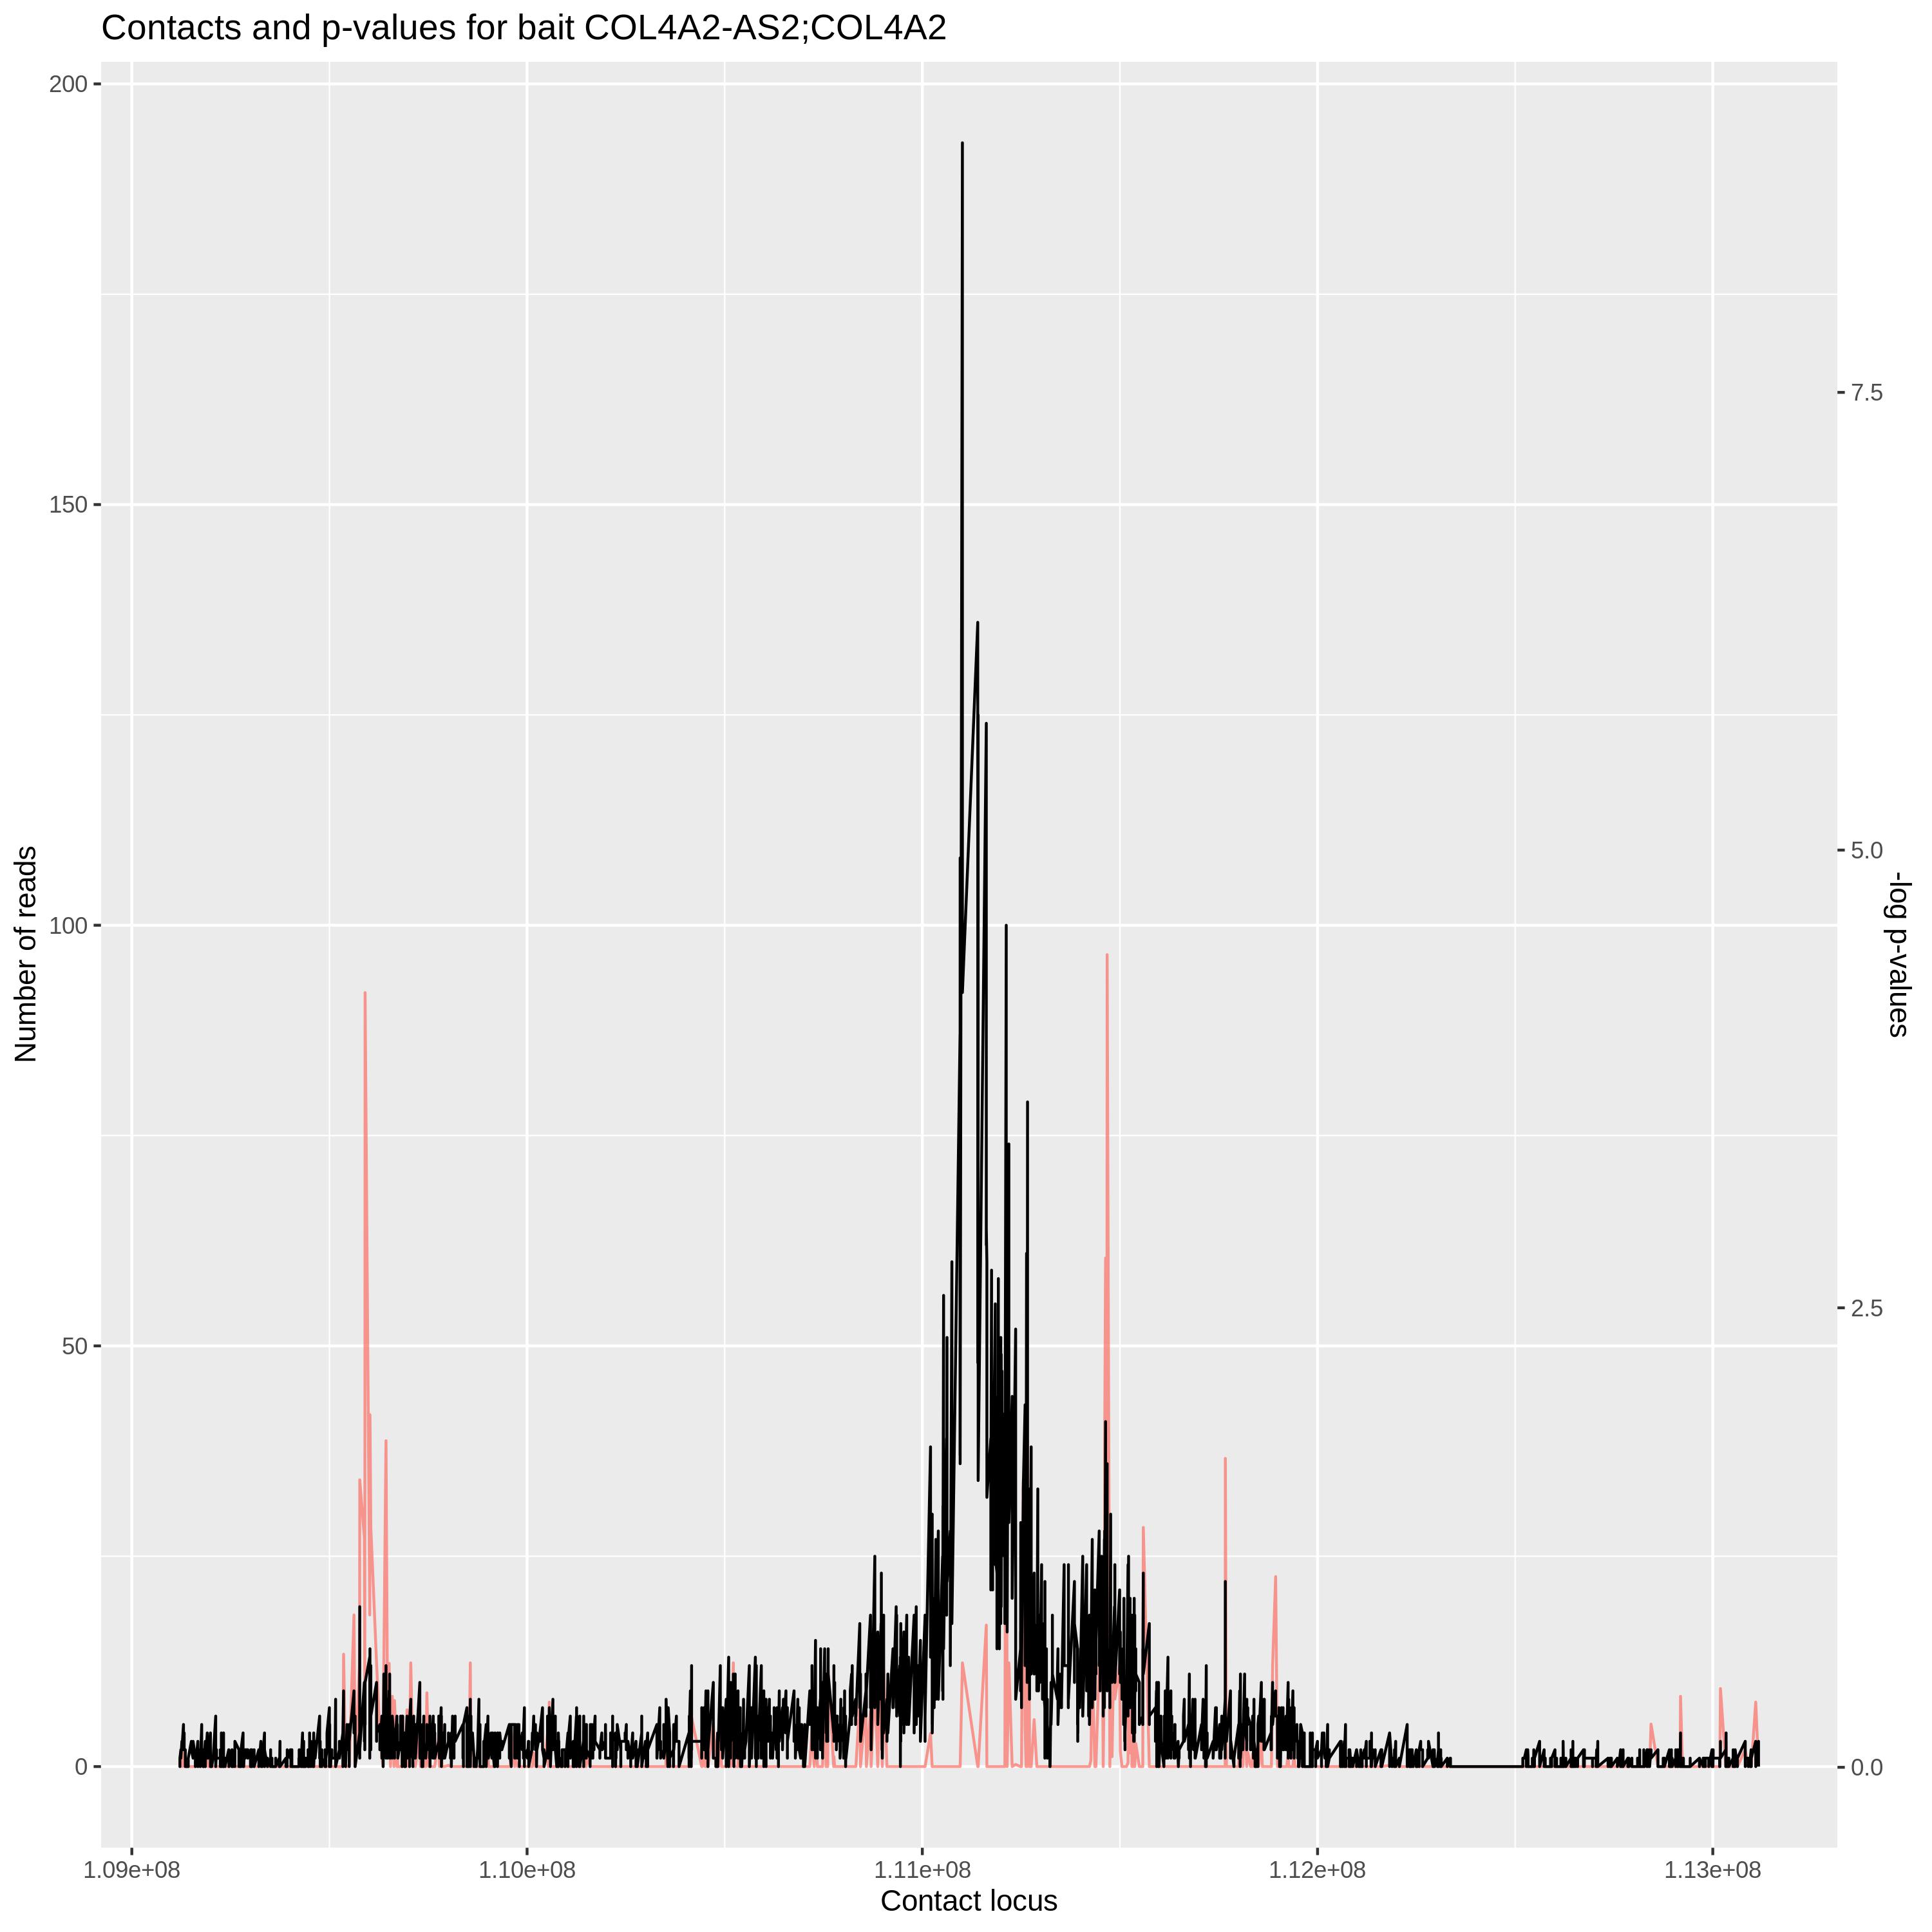 Contacts and p-values for bait COL4A2-AS2;COL4A2
200
150
100
50
0
Number of reads
7.5
5.0
2.5
0.0
-log p-values
1.09e+08
1.10e+08
1.11e+08
1.12e+08
1.13e+08
Contact locus